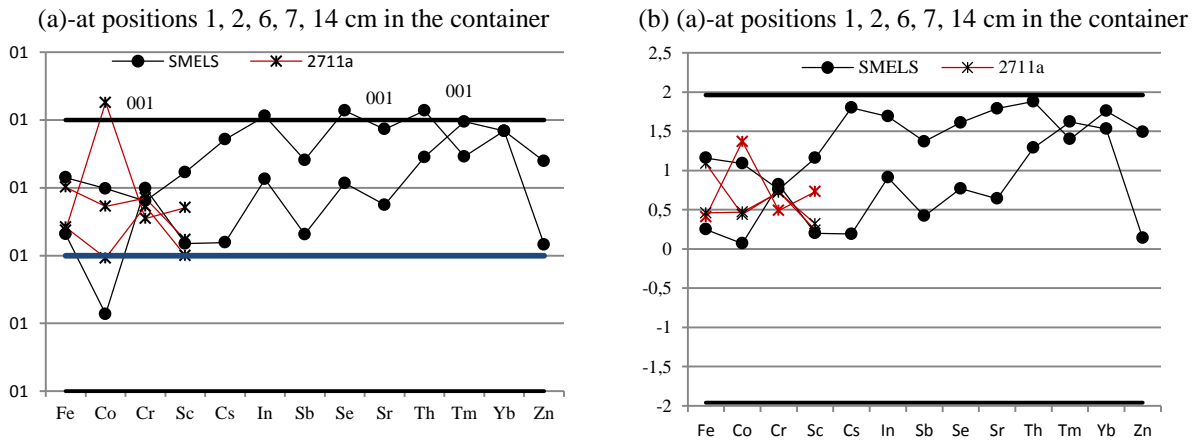 (a)-at positions 1, 2, 6, 7, 14 cm in the container
01
SMELS 2711a
001 001 001
01
01
01
01
01
Fe Co Cr Sc Cs In Sb Se Sr Th Tm Yb Zn
(b) (a)-at positions 1, 2, 6, 7, 14 cm in the container
2,5
SMELS 2711a
2
1,5
1
0,5
0
-0,5
-1
-1,5
-2
Fe Co Cr Sc Cs In Sb Se Sr Th Tm Yb Zn